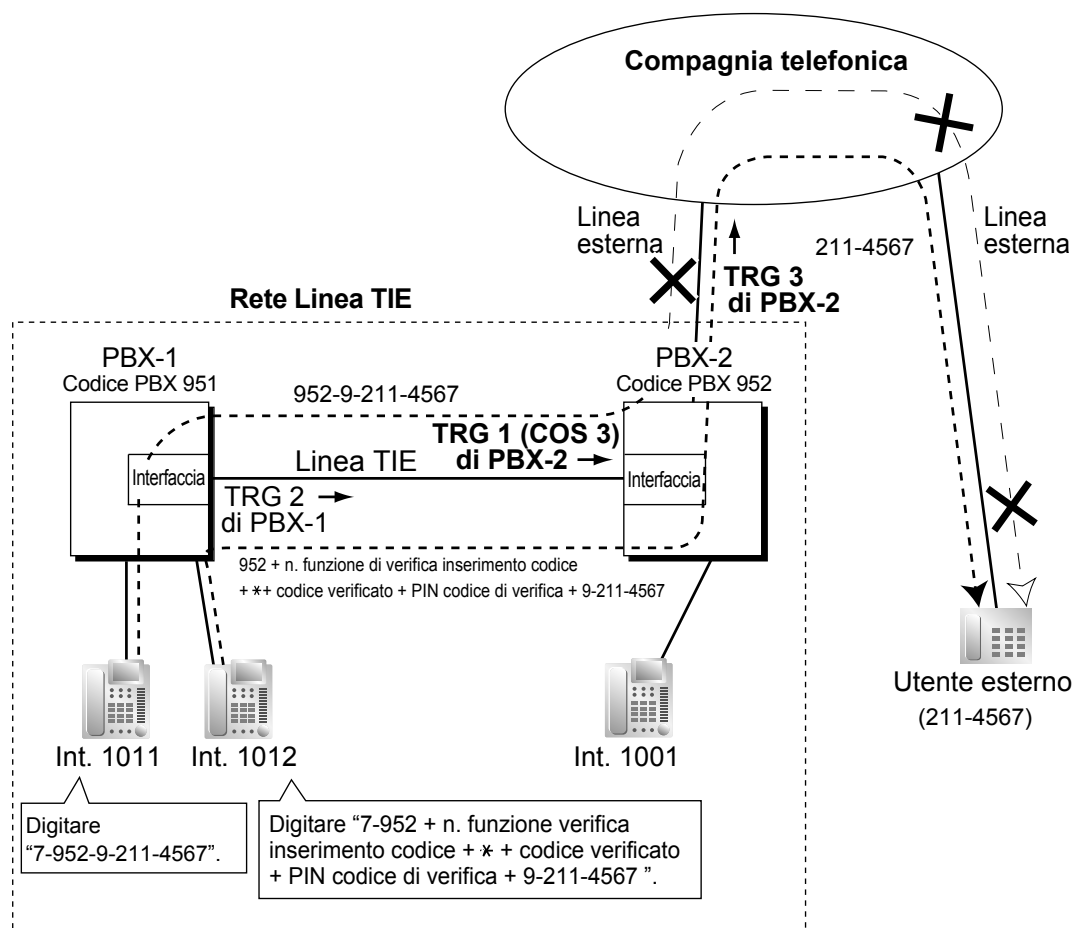 Compagnia telefonica
Linea
esterna
Linea
esterna
211-4567
TRG 3
di PBX-2
Rete Linea TIE
PBX-1
Codice PBX 951
PBX-2
Codice PBX 952
952-9-211-4567
TRG 1 (COS 3)
di PBX-2
Interfaccia
Linea TIE
Interfaccia
TRG 2
di PBX-1
952 + n. funzione di verifica inserimento codice
+ *+ codice verificato + PIN codice di verifica + 9-211-4567
Int. 1011
Int. 1012
Int. 1001
Utente esterno
(211-4567)
Digitare
“7-952-9-211-4567”.
Digitare “7-952 + n. funzione verifica
inserimento codice + * + codice verificato
+ PIN codice di verifica + 9-211-4567 ”.